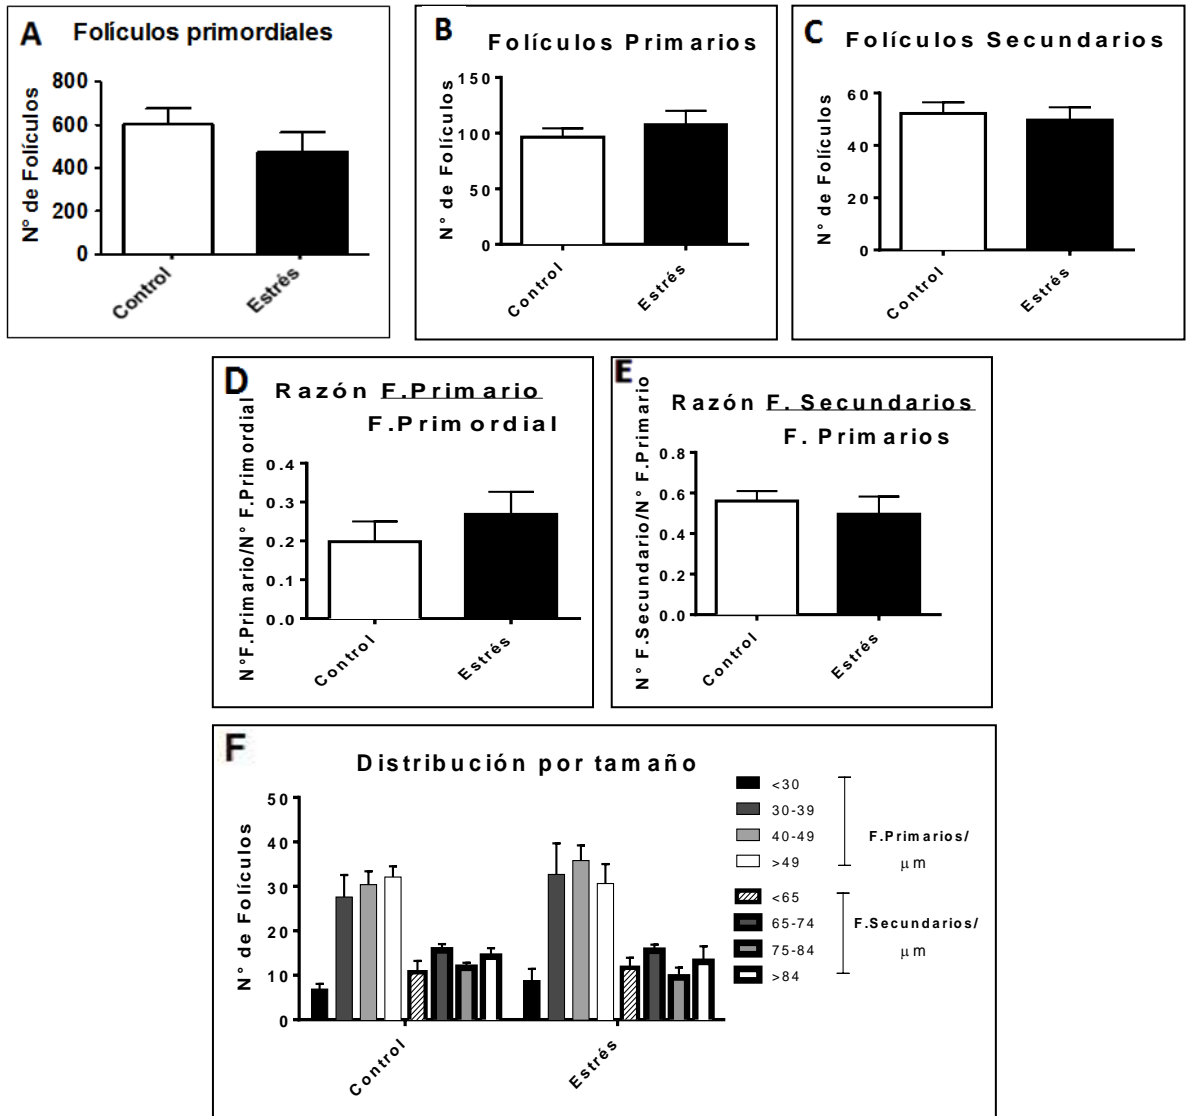 A
Folículos primordiales
N° de Folículos
800
600
400
200
0
Control
Estrés
B
Folículos Primarios
N° de Folículos
150
100
50
0
Control
Estrés
C
Folículos Secundarios
N° de Folículos
60
40
20
0
Control
Estrés
D
Razón F.Primario
F.Primordial
N°F.Primario/N° F.Primordial
0.4
0.3
0.2
0.1
0.0
Control
Estrés
E
Razón F. Secundarios
F. Primarios
N° F.Secundario/N° F.Primario
0.8
0.6
0.4
0.2
0.0
Control
Estrés
F
Distribución por tamaño
N° de Folículos
50
40
30
20
10
0
Control
Estrés
<30
30-39
40-49
>49
F.Primarios/
μm
<65
65-74
75-84
>84
F.Secundarios/
μm